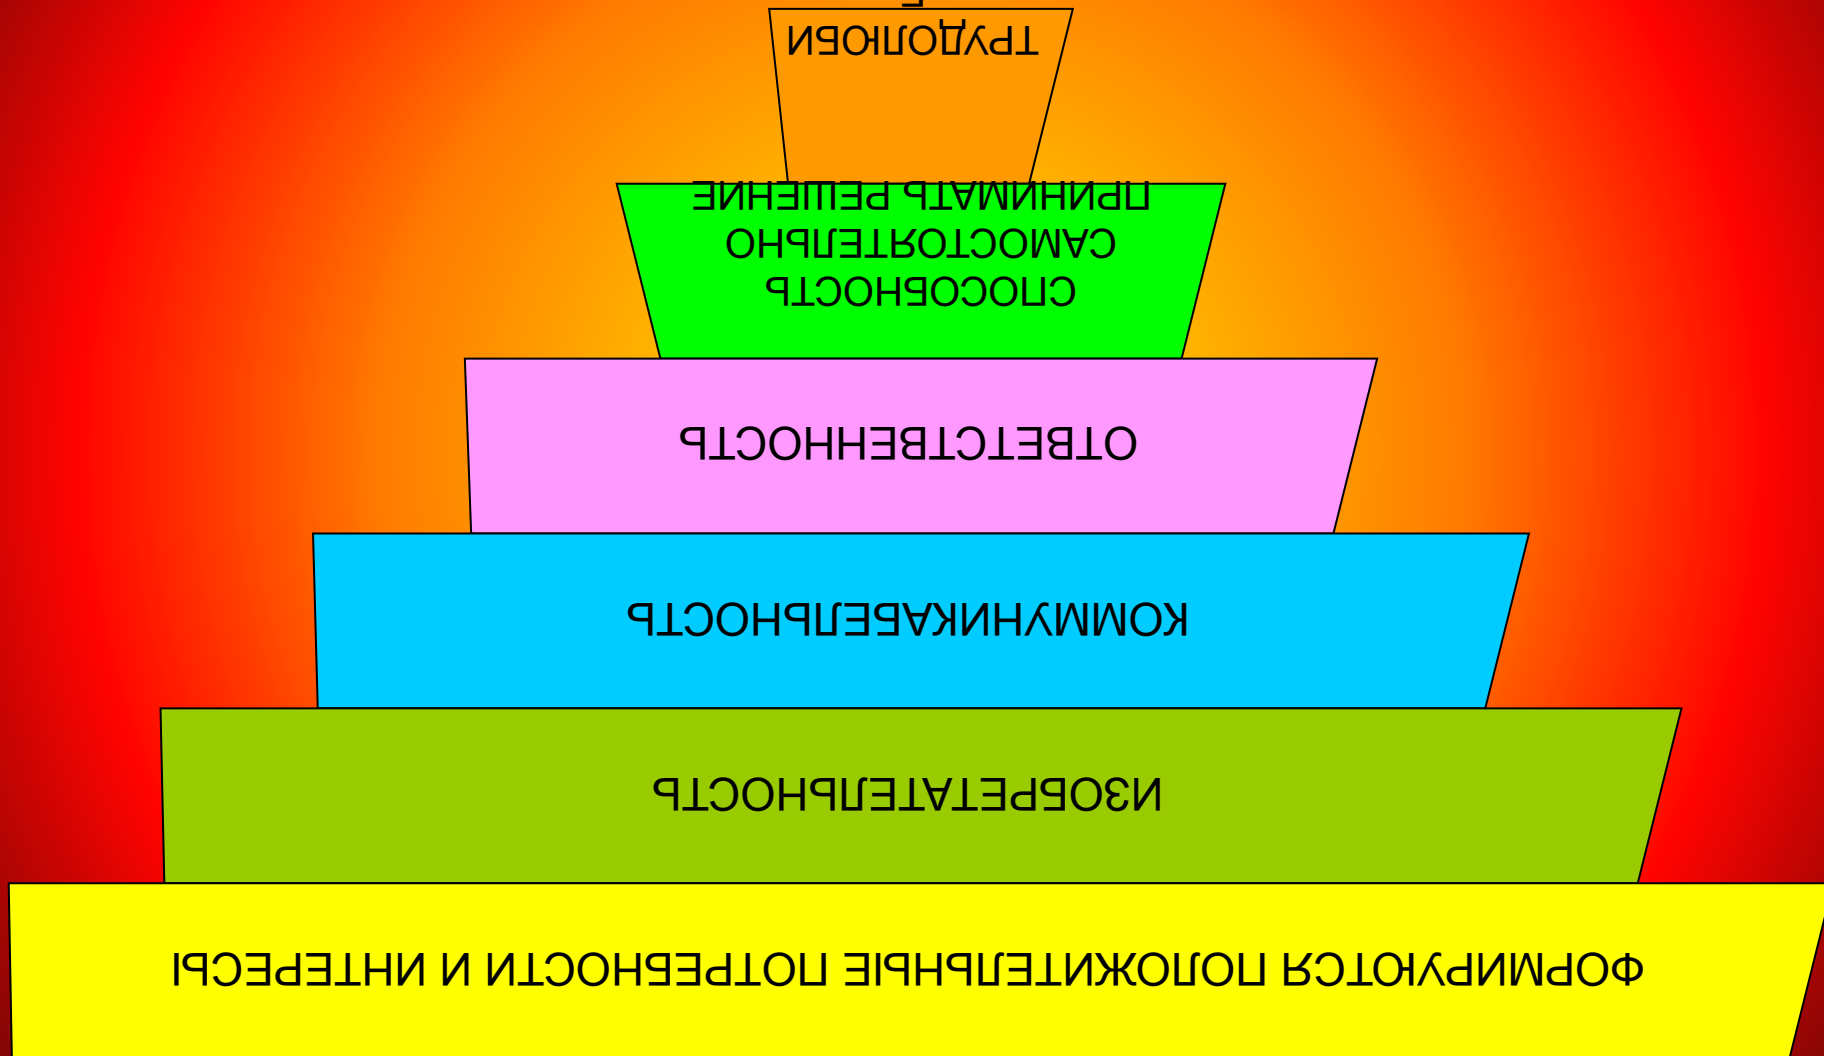 ФОРМИРУЮТСЯ ПОЛОЖИТЕЛЬНЫЕ ПОТРЕБНОСТИ И ИНТЕРЕСЫ
ИЗОБРЕТАТЕЛЬНОСТЬ
КОММУНИКАБЕЛЬНОСТЬ
ОТВЕТСТВЕННОСТЬ
СПОСОБНОСТЬ
САМОСТОЯТЕЛЬНО
ПРИНИМАТЬ РЕШЕНИЕ
ТРУДОЛЮБИ